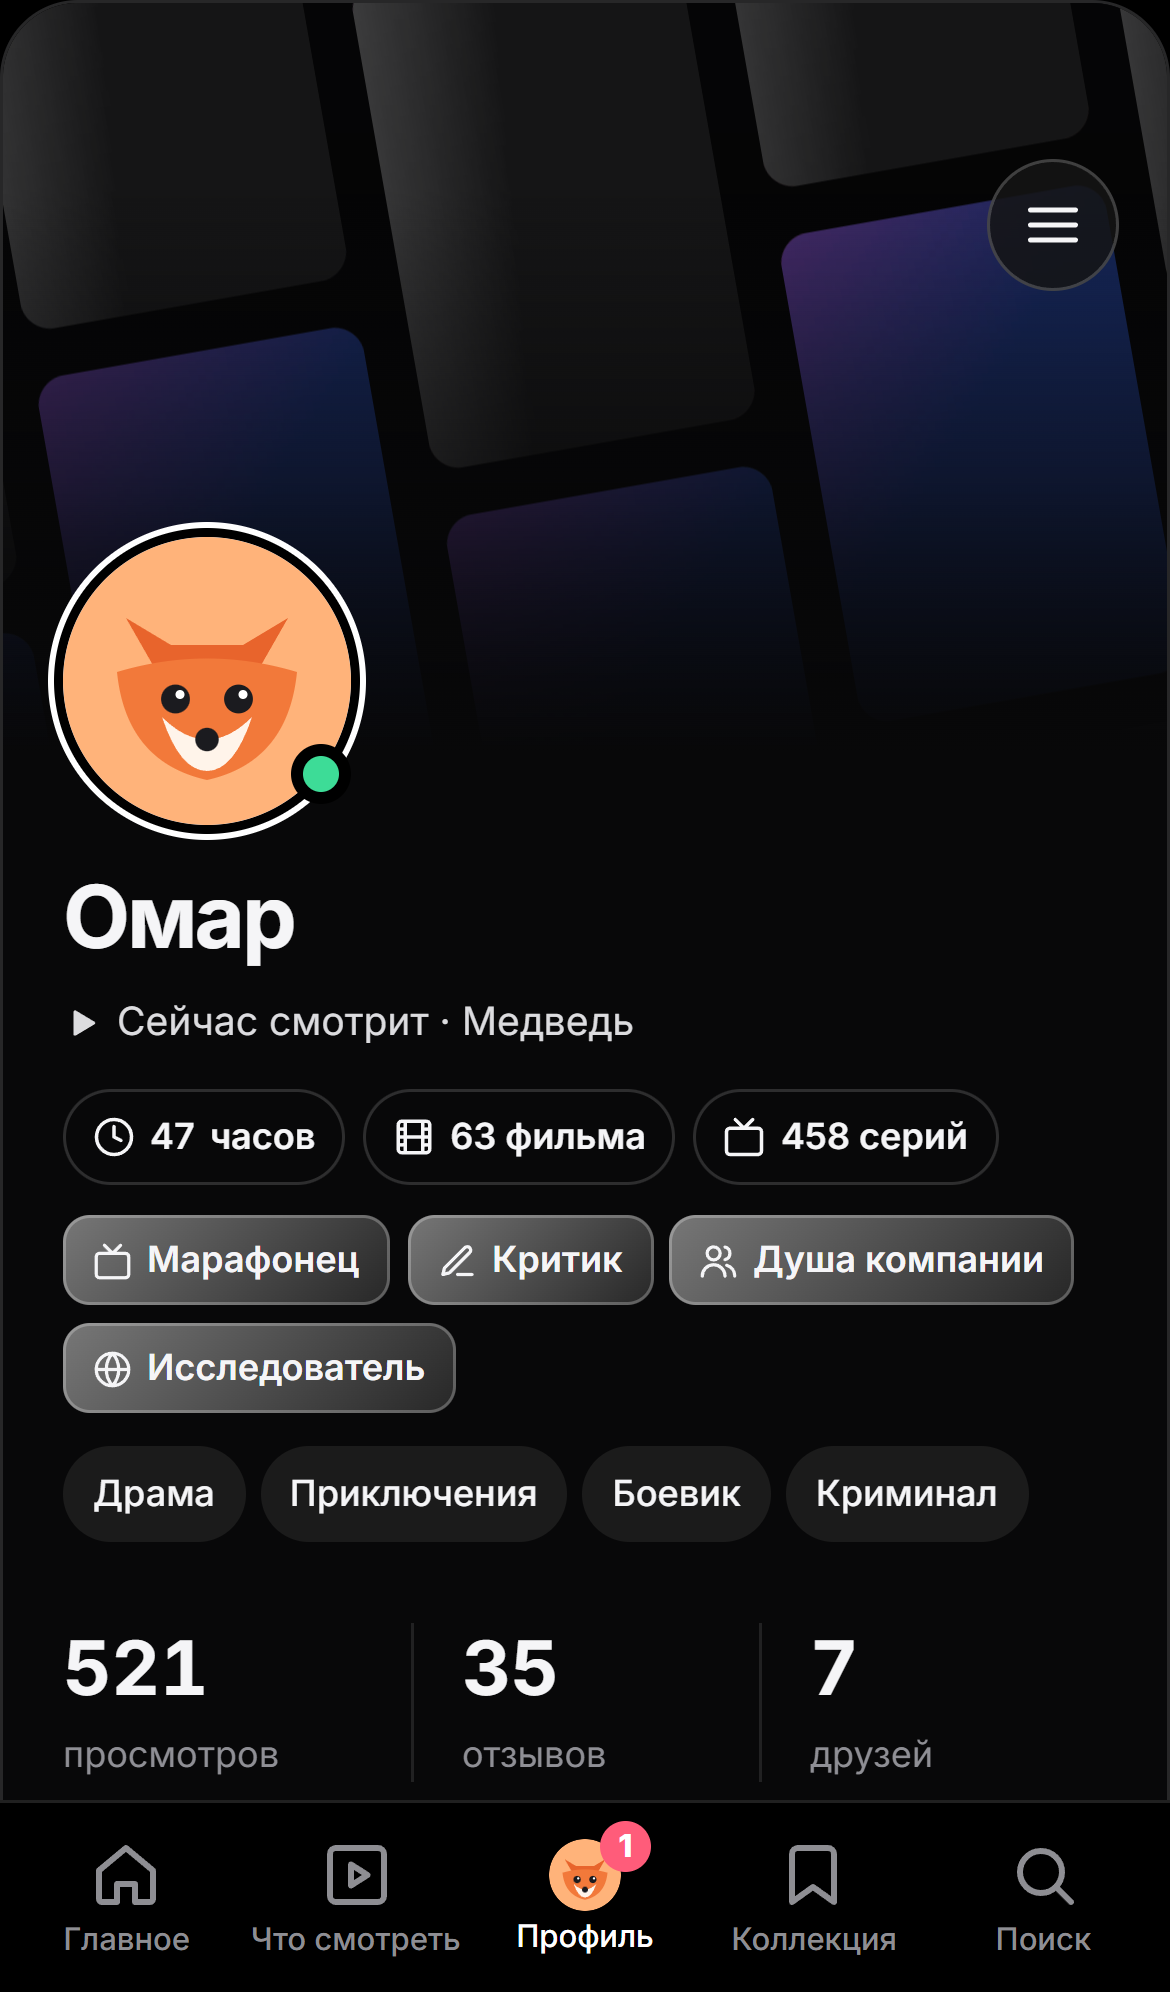 Омар
Сейчас смотрит · Медведь
47 часов 63 фильма 458 серий
Марафонец Критик Душа компании
Исследователь
Драма Приключения Боевик Криминал
521 35 7
просмотров отзывов друзей
1
Главное Что смотреть Профиль Коллекция Поиск